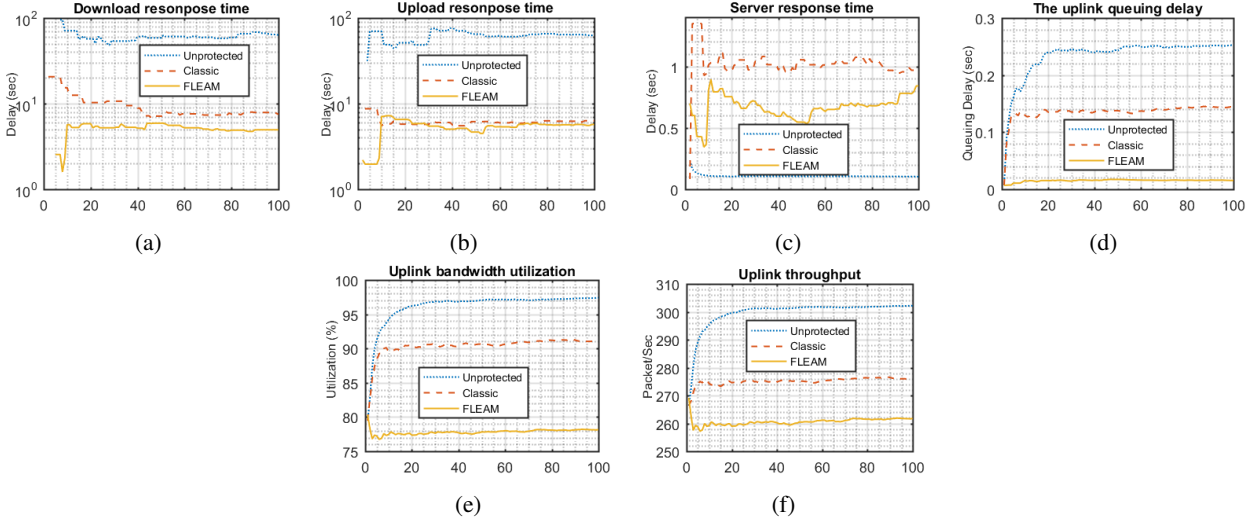 Download resonpose time
Delay (sec)
10^2
10^1
10^0
Unprotected
Classic
FLEAM
0 20 40 60 80 100
(a)
Upload resonpose time
Delay (sec)
10^2
10^1
10^0
Unprotected
Classic
FLEAM
0 20 40 60 80 100
(b)
Server response time
Delay (sec)
1
0.5
0
Unprotected
Classic
FLEAM
0 20 40 60 80 100
(c)
The uplink queuing delay
Queuing Delay (sec)
0.3
0.2
0.1
0
Unprotected
Classic
FLEAM
0 20 40 60 80 100
(d)
Uplink bandwidth utilization
Utilization (%)
100
95
90
85
80
75
Unprotected
Classic
FLEAM
0 20 40 60 80 100
(e)
Uplink throughput
Packet/Sec
310
300
290
280
270
260
250
Unprotected
Classic
FLEAM
0 20 40 60 80 100
(f)